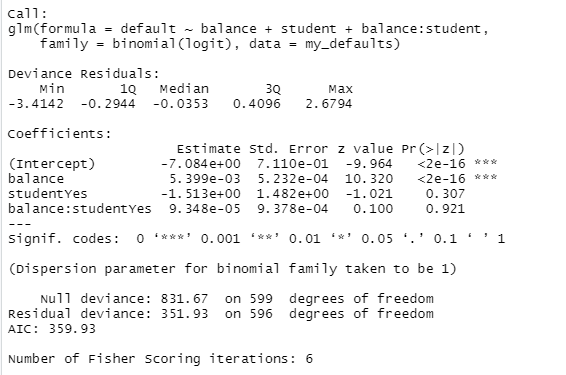 Call:
glm(formula = default ~ balance + student + balance:student,
    family = binomial(logit), data = my_defaults)
Deviance Residuals:
    Min       1Q   Median       3Q      Max
-3.4142  -0.2944  -0.0353   0.4096   2.6794
Coefficients:
                     Estimate Std. Error z value Pr(>|z|)
(Intercept)        -7.084e+00  7.110e-01  -9.964   <2e-16 ***
balance             5.399e-03  5.232e-04  10.320   <2e-16 ***
studentYes         -1.513e+00  1.482e+00  -1.021    0.307
balance:studentYes  9.348e-05  9.378e-04   0.100    0.921
---
Signif. codes:  0 ‘***’ 0.001 ‘**’ 0.01 ‘*’ 0.05 ‘.’ 0.1 ‘ ’ 1
(Dispersion parameter for binomial family taken to be 1)
    Null deviance: 831.67  on 599  degrees of freedom
Residual deviance: 351.93  on 596  degrees of freedom
AIC: 359.93
Number of Fisher Scoring iterations: 6